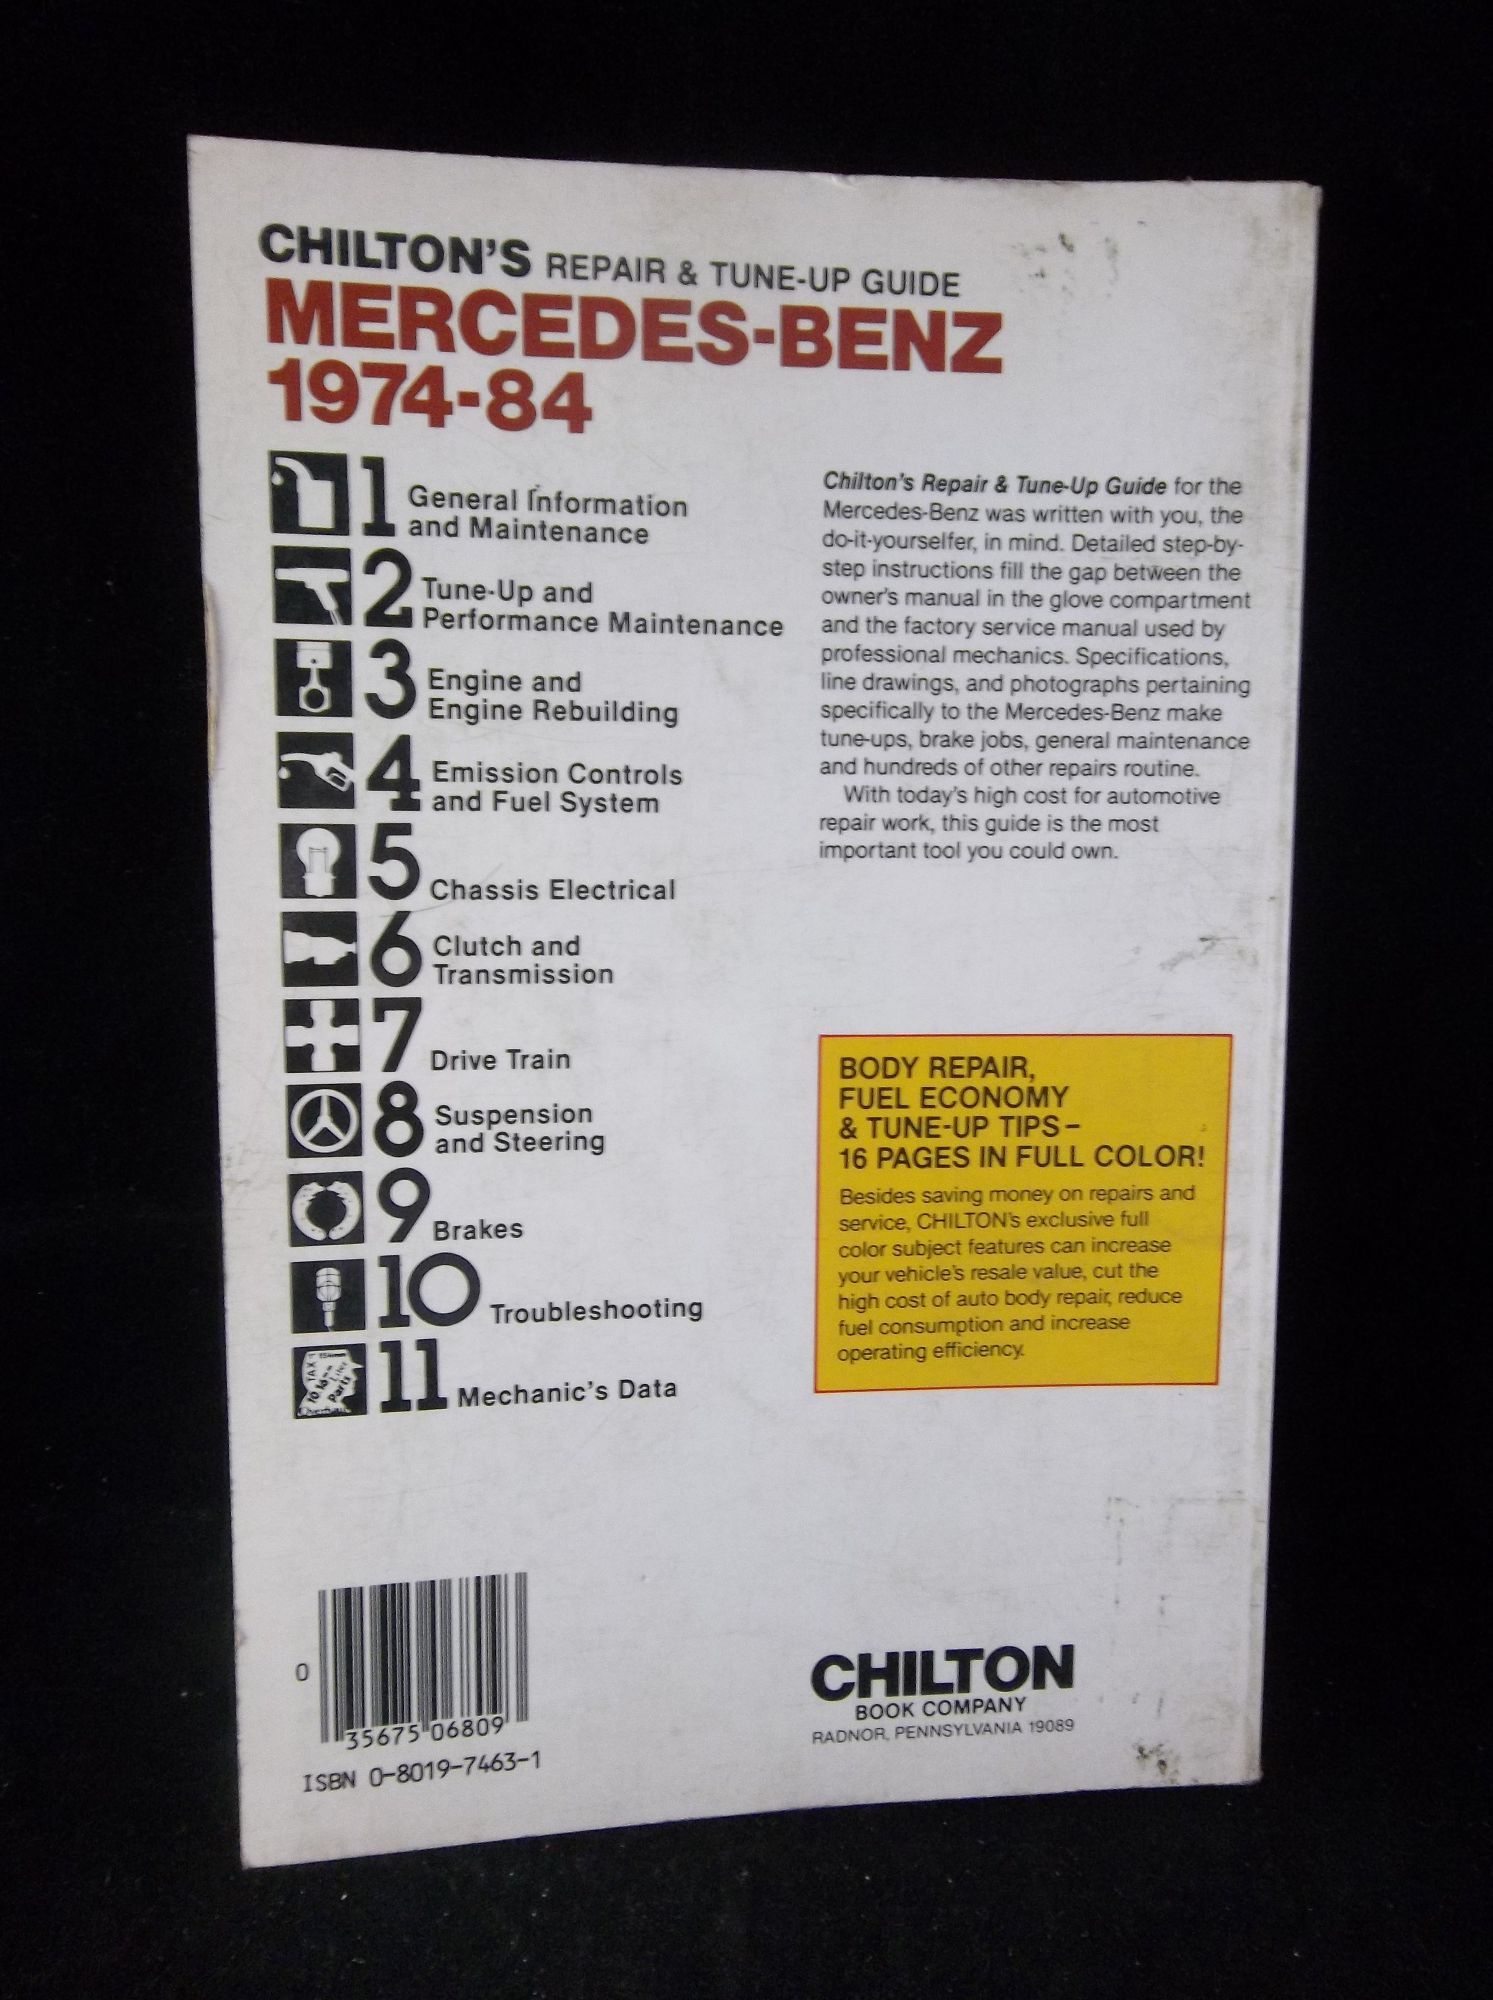 CHILTON'S REPAIR & TUNE-UP GUIDE
MERCEDES-BENZ
1974-84
1 General Information
and Maintenance
2 Tune-Up and
Performance Maintenance
3 Engine and
Engine Rebuilding
4 Emission Controls
and Fuel System
5 Chassis Electrical
6 Clutch and
Transmission
7 Drive Train
8 Suspension
and Steering
9 Brakes
10 Troubleshooting
11 Mechanic's Data
TAX
Parts
Chilton's Repair & Tune-Up Guide for the
Mercedes-Benz was written with you, the
do-it-yourselfer, in mind. Detailed step-by-
step instructions fill the gap between the
owner's manual in the glove compartment
and the factory service manual used by
professional mechanics. Specifications,
line drawings, and photographs pertaining
specifically to the Mercedes-Benz make
tune-ups, brake jobs, general maintenance
and hundreds of other repairs routine.
With today's high cost for automotive
repair work, this guide is the most
important tool you could own.
BODY REPAIR,
FUEL ECONOMY
& TUNE-UP TIPS–
16 PAGES IN FULL COLOR!
Besides saving money on repairs and
service, CHILTON's exclusive full
color subject features can increase
your vehicle's resale value, cut the
high cost of auto body repair, reduce
fuel consumption and increase
operating efficiency.
0 35675 06809
ISBN 0-8019-7463-1
CHILTON
BOOK COMPANY
RADNOR, PENNSYLVANIA 19089